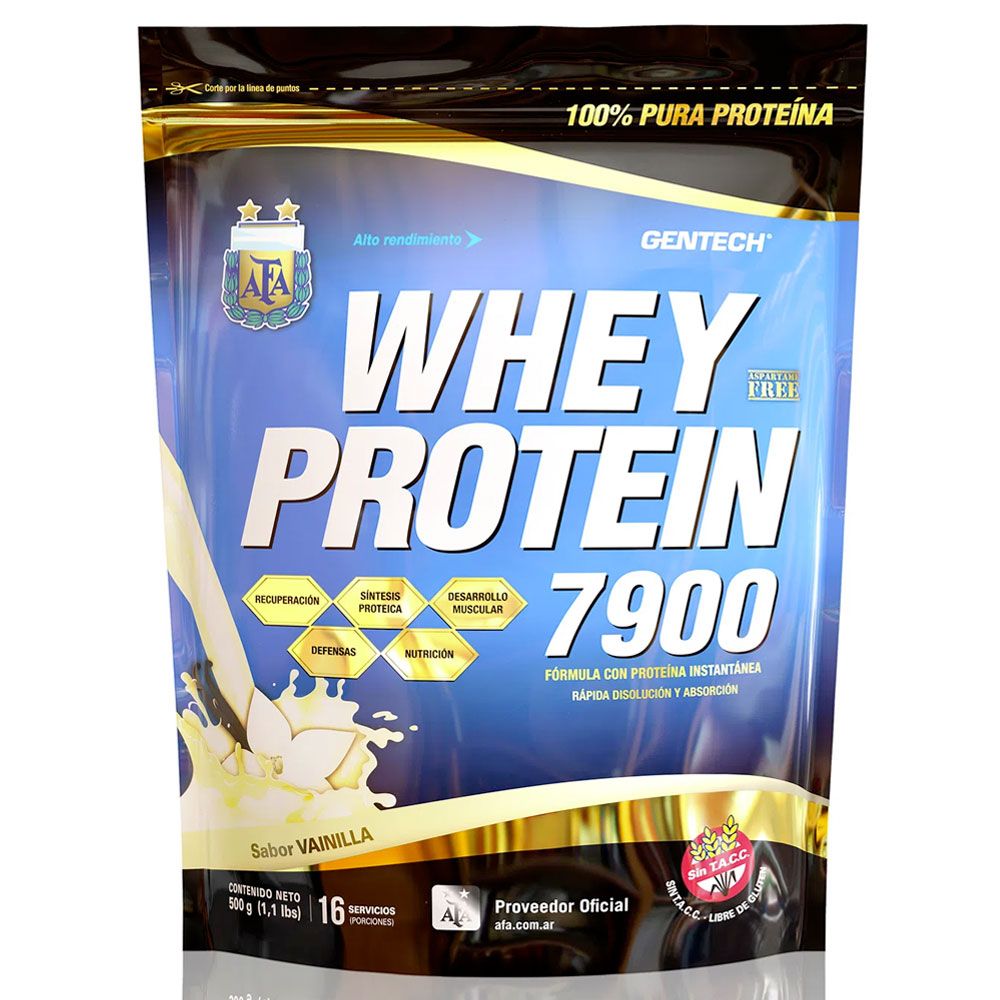 Corte por la linea de puntos
100% PURA PROTEÍNA
AFA
Alto rendimiento
GENTECH®
WHEY
PROTEIN
7900
ASPARTAME
FREE
RECUPERACIÓN
SÍNTESIS
PROTEICA
DESARROLLO
MUSCULAR
DEFENSAS
NUTRICIÓN
FÓRMULA CON PROTEÍNA INSTANTÁNEA
RÁPIDA DISOLUCIÓN Y ABSORCIÓN
Sabor VAINILLA
CONTENIDO NETO
500 g (1,1 lbs)
16 SERVICIOS
(PORCIONES)
AFA
Proveedor Oficial
afa.com.ar
Sin T.A.C.C.
SIN T.A.C.C. - LIBRE DE GLUTEN